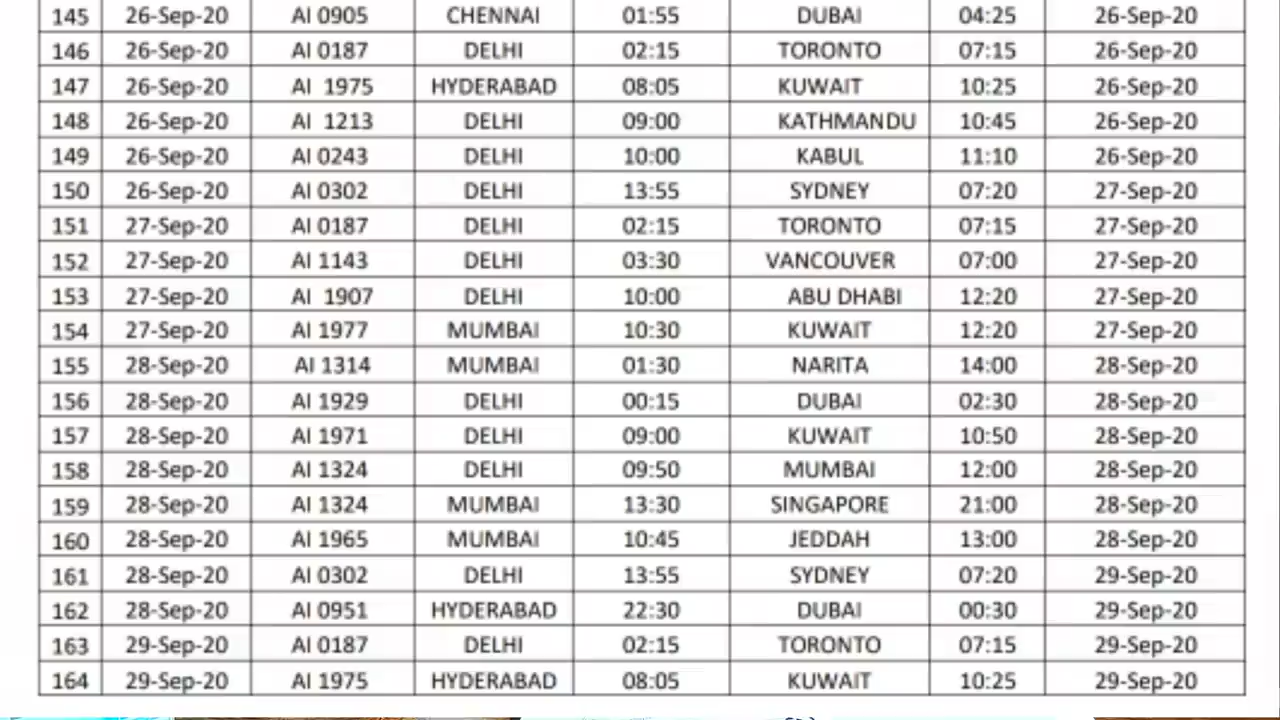 145 26-Sep-20 AI 0905 CHENNAI 01:55 DUBAI 04:25 26-Sep-20
146 26-Sep-20 AI 0187 DELHI 02:15 TORONTO 07:15 26-Sep-20
147 26-Sep-20 AI 1975 HYDERABAD 08:05 KUWAIT 10:25 26-Sep-20
148 26-Sep-20 AI 1213 DELHI 09:00 KATHMANDU 10:45 26-Sep-20
149 26-Sep-20 AI 0243 DELHI 10:00 KABUL 11:10 26-Sep-20
150 26-Sep-20 AI 0302 DELHI 13:55 SYDNEY 07:20 27-Sep-20
151 27-Sep-20 AI 0187 DELHI 02:15 TORONTO 07:15 27-Sep-20
152 27-Sep-20 AI 1143 DELHI 03:30 VANCOUVER 07:00 27-Sep-20
153 27-Sep-20 AI 1907 DELHI 10:00 ABU DHABI 12:20 27-Sep-20
154 27-Sep-20 AI 1977 MUMBAI 10:30 KUWAIT 12:20 27-Sep-20
155 28-Sep-20 AI 1314 MUMBAI 01:30 NARITA 14:00 28-Sep-20
156 28-Sep-20 AI 1929 DELHI 00:15 DUBAI 02:30 28-Sep-20
157 28-Sep-20 AI 1971 DELHI 09:00 KUWAIT 10:50 28-Sep-20
158 28-Sep-20 AI 1324 DELHI 09:50 MUMBAI 12:00 28-Sep-20
159 28-Sep-20 AI 1324 MUMBAI 13:30 SINGAPORE 21:00 28-Sep-20
160 28-Sep-20 AI 1965 MUMBAI 10:45 JEDDAH 13:00 28-Sep-20
161 28-Sep-20 AI 0302 DELHI 13:55 SYDNEY 07:20 29-Sep-20
162 28-Sep-20 AI 0951 HYDERABAD 22:30 DUBAI 00:30 29-Sep-20
163 29-Sep-20 AI 0187 DELHI 02:15 TORONTO 07:15 29-Sep-20
164 29-Sep-20 AI 1975 HYDERABAD 08:05 KUWAIT 10:25 29-Sep-20